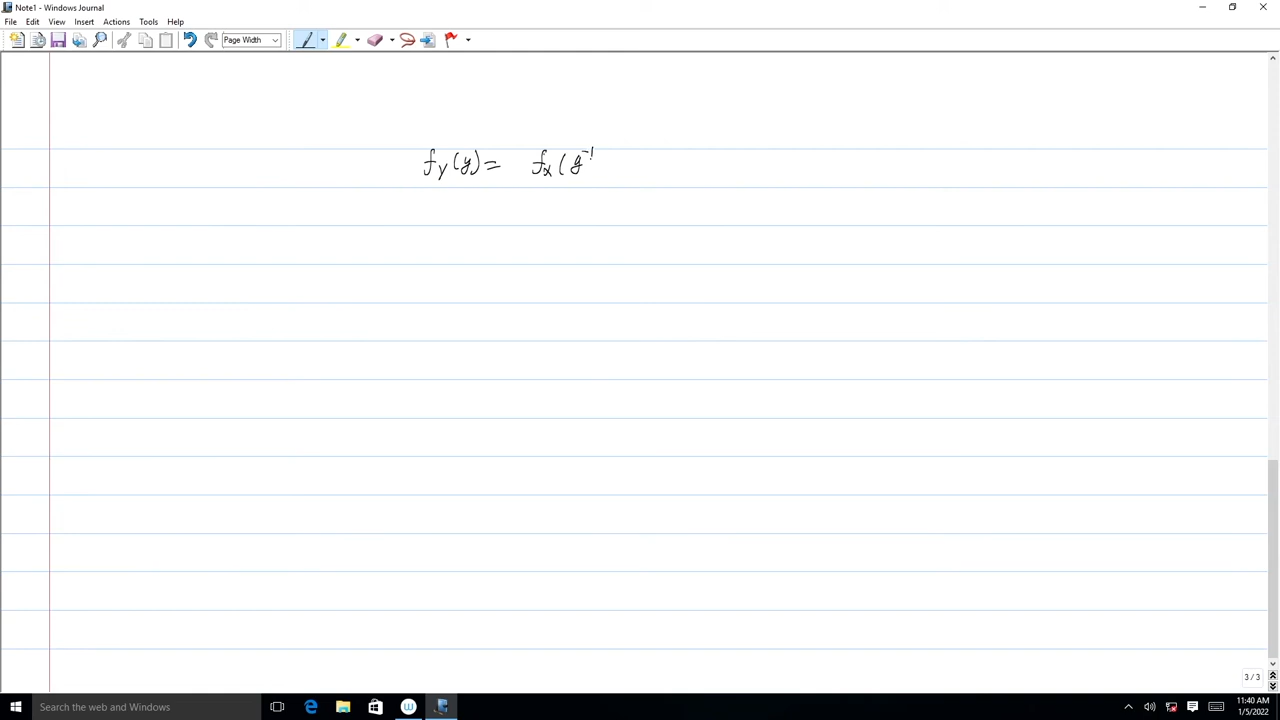 Note1 - Windows Journal
File Edit View Insert Actions Tools Help
Page Width
f_Y(y) = f_X(g^{-1}
3 / 3
Search the web and Windows
11:40 AM
1/5/2022